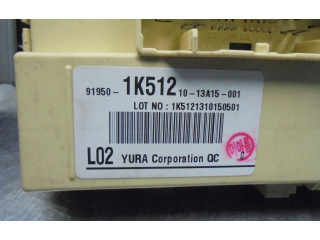 91950- 1K512 10-13A15-001
LOT NO : 1K5121310150501
L02 YURA Corporation QC